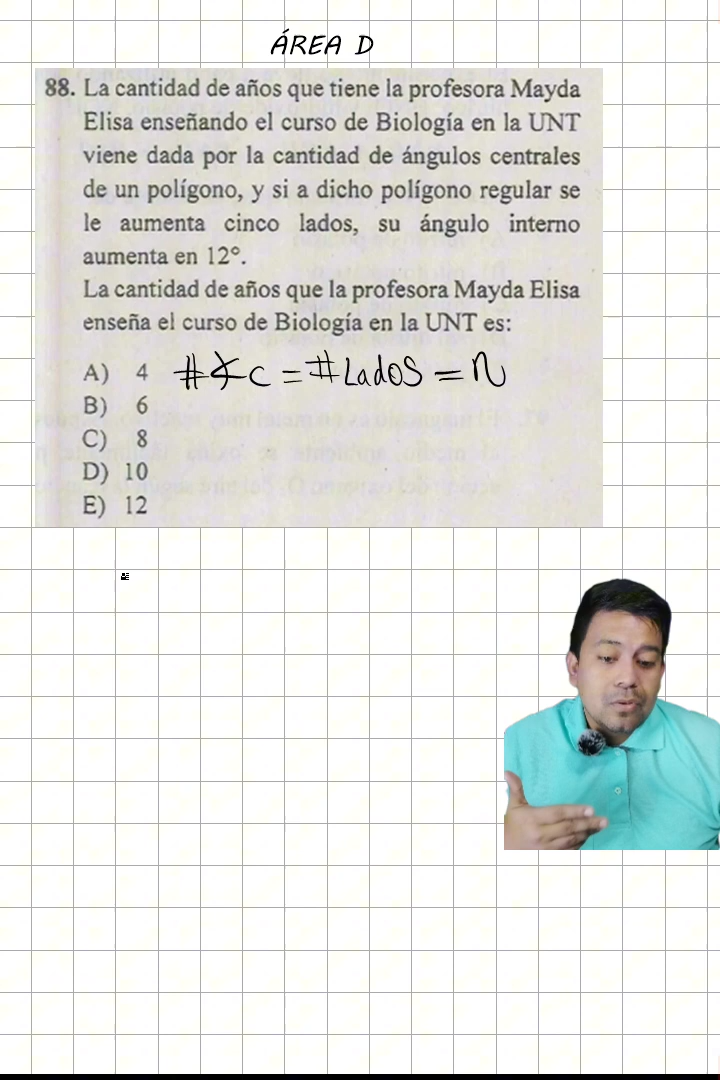 ÁREA D
88. La cantidad de años que tiene la profesora Mayda
Elisa enseñando el curso de Biología en la UNT
viene dada por la cantidad de ángulos centrales
de un polígono, y si a dicho polígono regular se
le aumenta cinco lados, su ángulo interno
aumenta en 12°.
La cantidad de años que la profesora Mayda Elisa
enseña el curso de Biología en la UNT es:
A) 4
#∢C = #LadoS = n
B) 6
C) 8
D) 10
E) 12